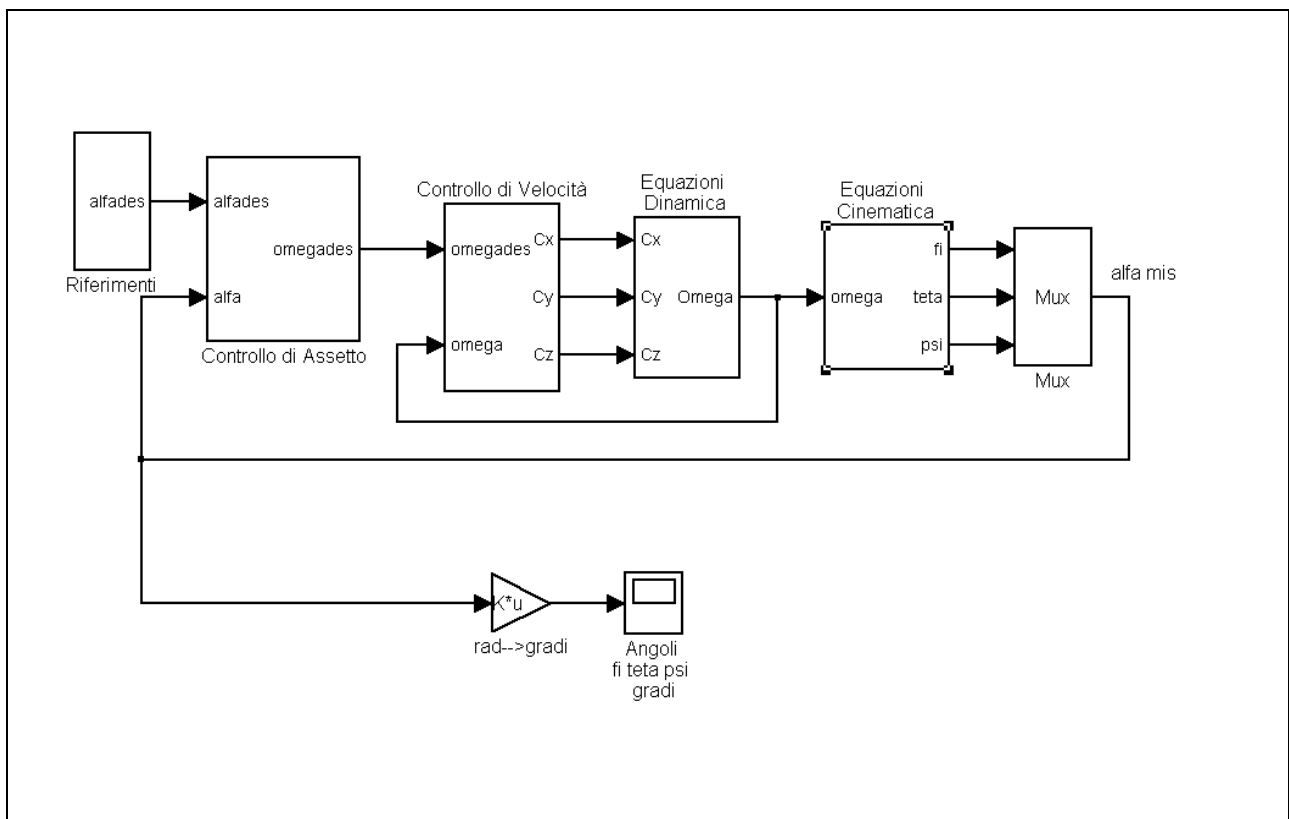 alfades
Riferimenti
alfades
omegades
alfa
Controllo di Assetto
Controllo di Velocità
omegades
omega
Cx
Cy
Cz
Equazioni
Dinamica
Cx
Cy
Cz
Omega
Equazioni
Cinematica
omega
fi
teta
psi
Mux
Mux
alfa mis
K*u
rad-->gradi
Angoli
fi teta psi
gradi